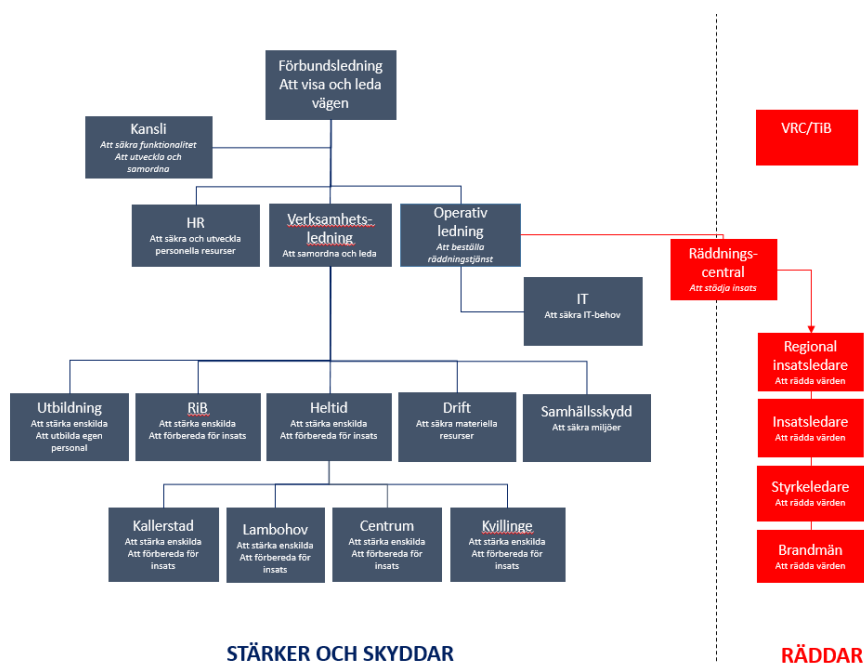 Förbundsledning
Att visa och leda
vägen
Kansli
Att säkra funktionalitet
Att utveckla och
samordna
VRC/TiB
HR
Att säkra och utveckla
personella resurser
Verksamhets-
ledning
Att samordna och leda
Operativ
ledning
Att beställa
räddningstjänst
Räddnings-
central
Att stödja insats
IT
Att säkra IT-behov
Regional
insatsledare
Att rädda värden
Utbildning
Att stärka enskilda
Att utbilda egen
personal
RiB
Att stärka enskilda
Att förbereda för insats
Heltid
Att stärka enskilda
Att förbereda för insats
Drift
Att säkra materiella
resurser
Samhällsskydd
Att säkra miljöer
Insatsledare
Att rädda värden
Styrkeledare
Att rädda värden
Kallerstad
Att stärka enskilda
Att förbereda för
insats
Lambohov
Att stärka enskilda
Att förbereda för
insats
Centrum
Att stärka enskilda
Att förbereda för
insats
Kvillinge
Att stärka enskilda
Att förbereda för
insats
Brandmän
Att rädda värden
STÄRKER OCH SKYDDAR
RÄDDAR